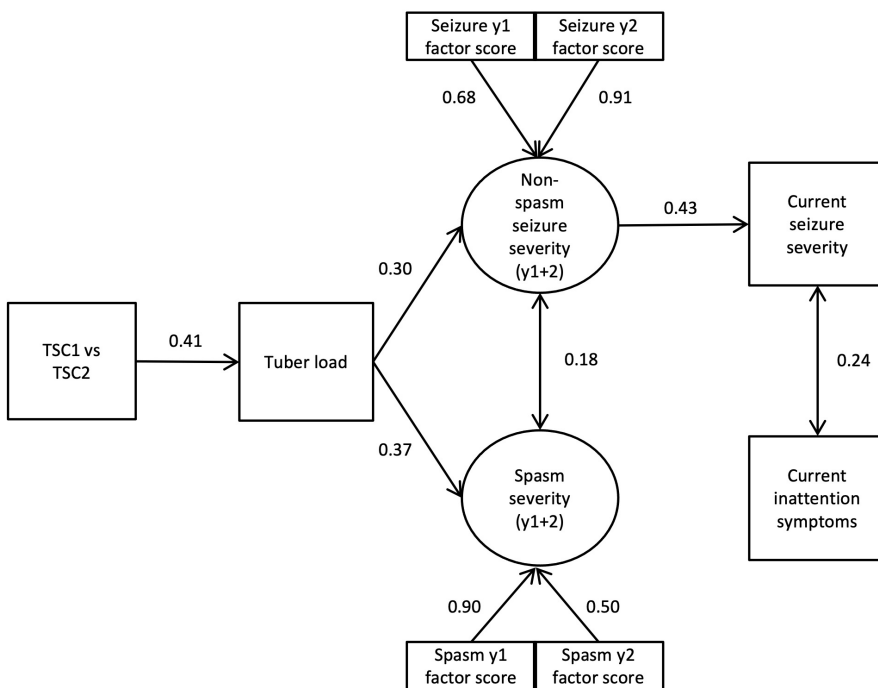 Seizure y1
factor score
Seizure y2
factor score
0.68
0.91
Non-
spasm
seizure
severity
(y1+2)
0.43
Current
seizure
severity
0.30
TSC1 vs
TSC2
0.41
Tuber load
0.18
0.24
0.37
Spasm
severity
(y1+2)
Current
inattention
symptoms
0.90
0.50
Spasm y1
factor score
Spasm y2
factor score